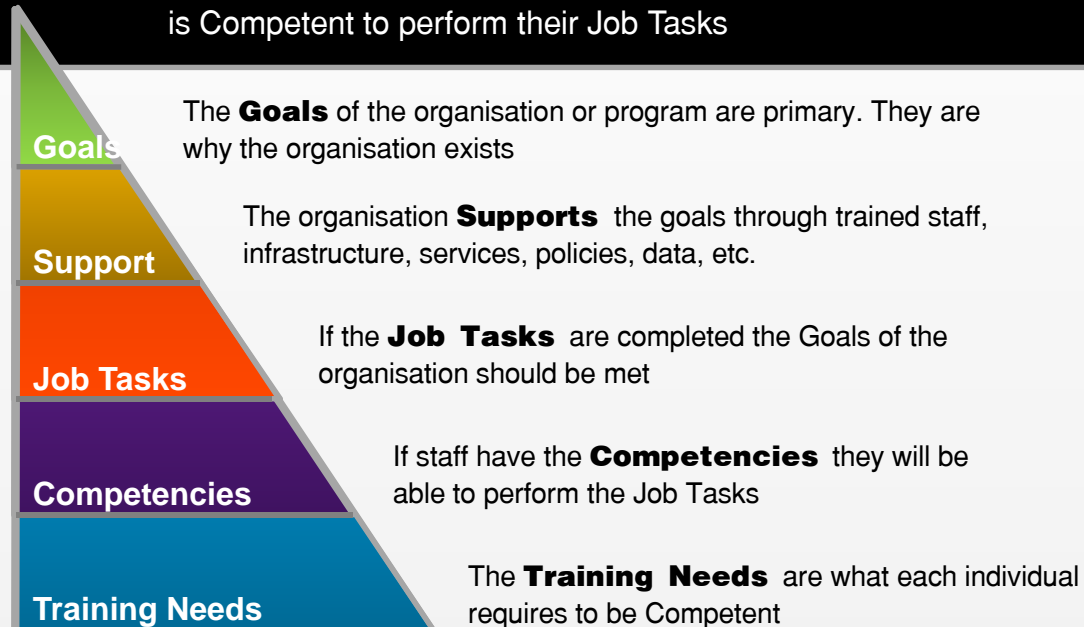 is Competent to perform their Job Tasks
Goals
The Goals of the organisation or program are primary. They are
why the organisation exists
Support
The organisation Supports the goals through trained staff,
infrastructure, services, policies, data, etc.
Job Tasks
If the Job Tasks are completed the Goals of the
organisation should be met
Competencies
If staff have the Competencies they will be
able to perform the Job Tasks
Training Needs
The Training Needs are what each individual
requires to be Competent